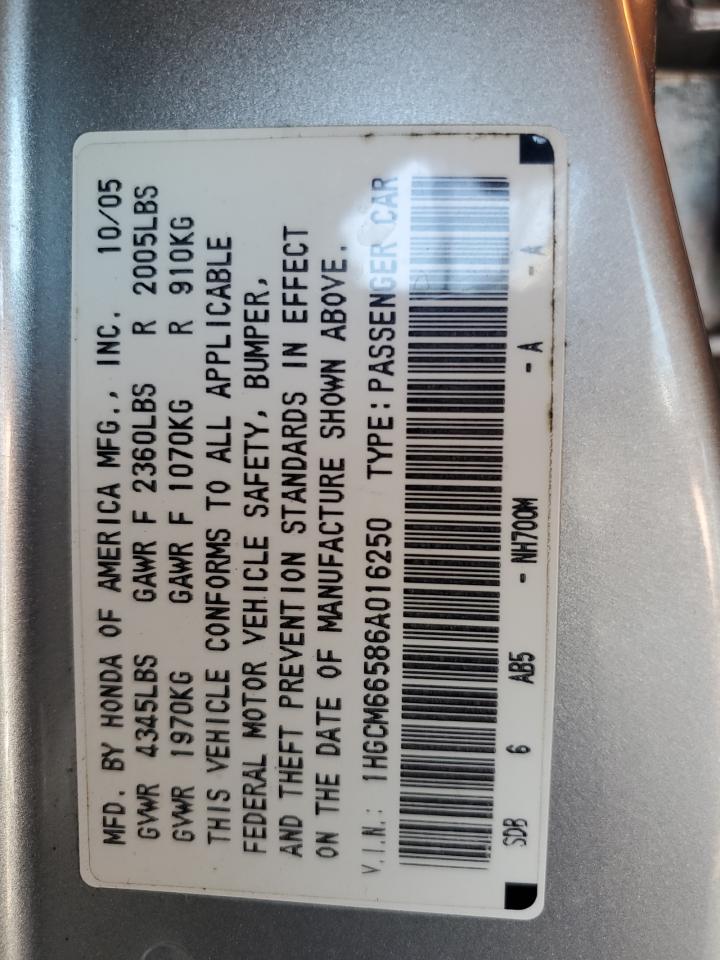 MFD. BY HONDA OF AMERICA MFG., INC. 10/05
GVWR 4345LBS GAWR F 2360LBS R 2005LBS
GVWR 1970KG GAWR F 1070KG R 910KG
THIS VEHICLE CONFORMS TO ALL APPLICABLE
FEDERAL MOTOR VEHICLE SAFETY, BUMPER,
AND THEFT PREVENTION STANDARDS IN EFFECT
ON THE DATE OF MANUFACTURE SHOWN ABOVE.
V.I.N.: 1HGCM66586A016250 TYPE: PASSENGER CAR
SDB 6 AB5 - NH700M - A - A